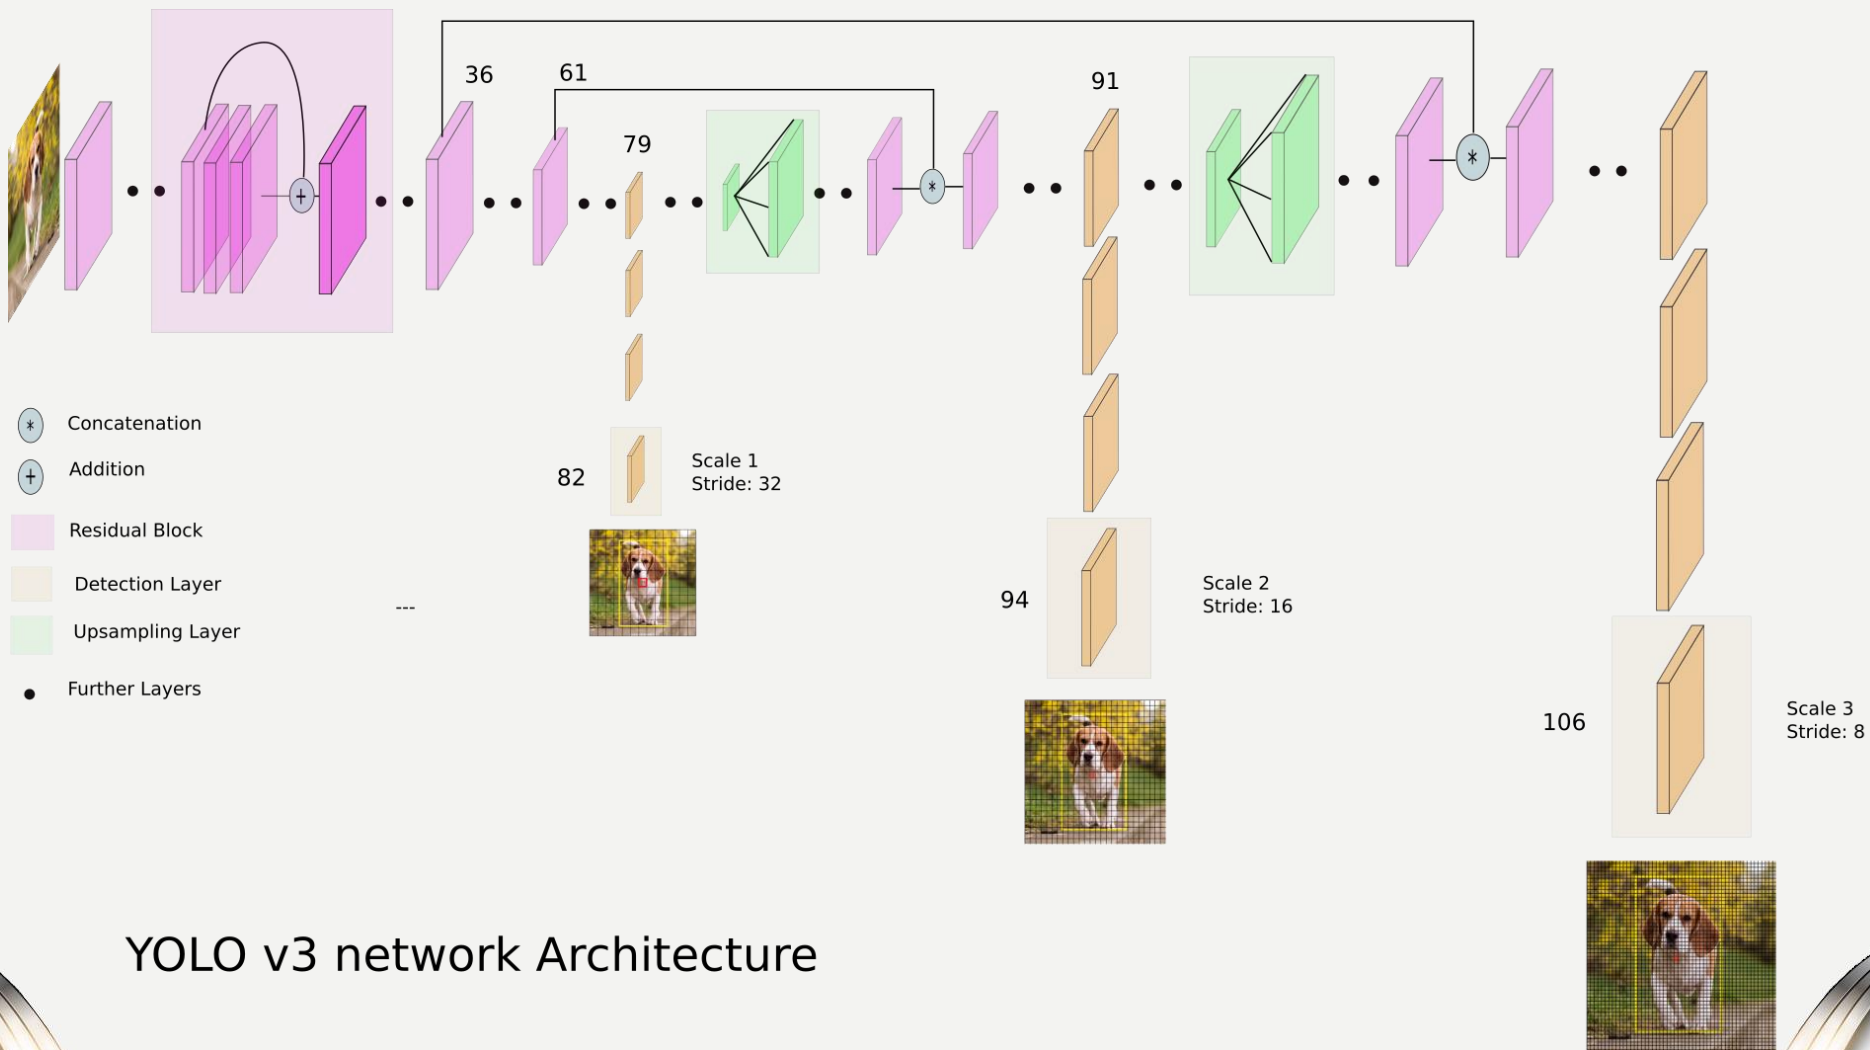 36
61
91
79
Concatenation
Addition
Residual Block
Detection Layer
Upsampling Layer
Further Layers
---
82
Scale 1
Stride: 32
94
Scale 2
Stride: 16
106
Scale 3
Stride: 8
YOLO v3 network Architecture